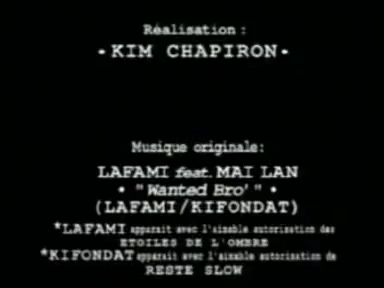 Réalisation :
• KIM CHAPIRON •
Musique originale:
LAFAMI feat. MAI LAN
• "Wanted Bro'" •
(LAFAMI/KIFONDAT)
*LAFAMI apparait avec l'aimable autorisation des
ETOILES DE L'OMBRE
*KIFONDAT apparait avec l'aimable autorisation de
RESTE SLOW